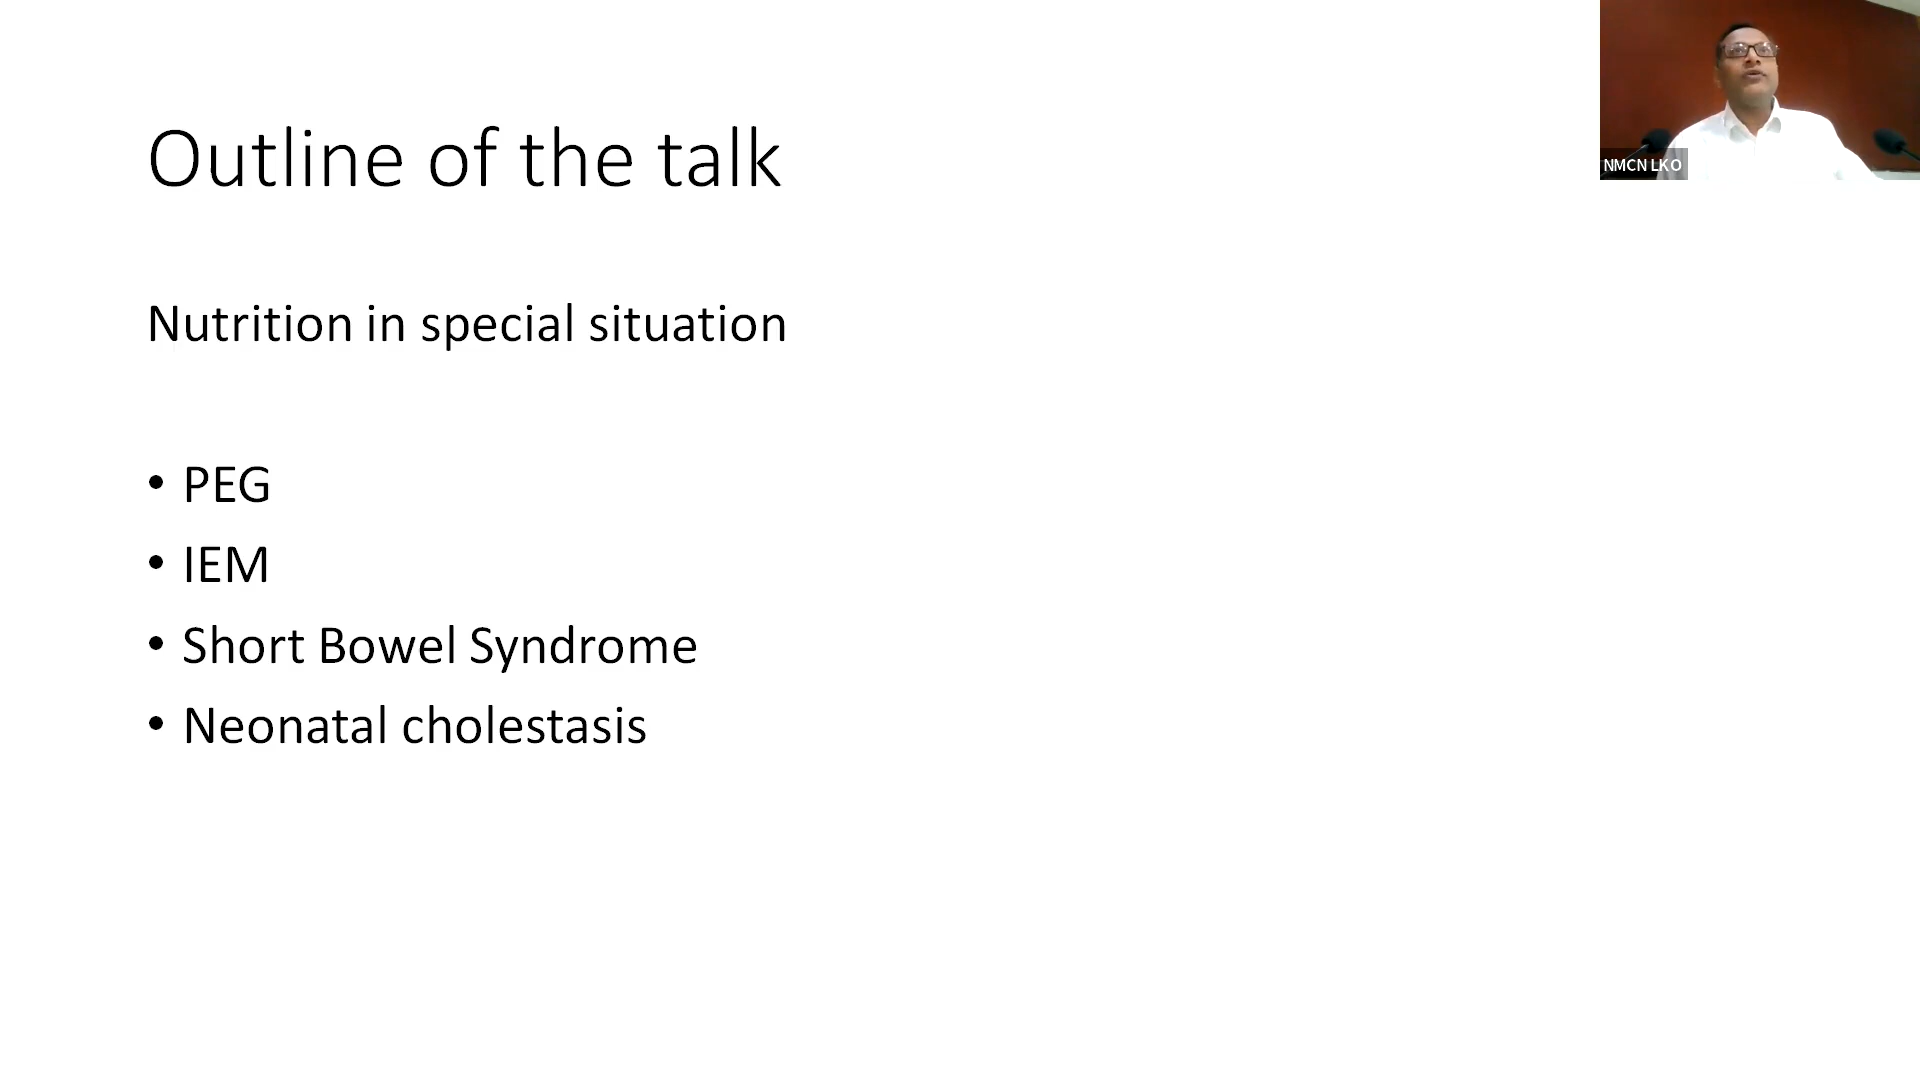 Outline of the talk
NMCN LKO
Nutrition in special situation
• PEG
• IEM
• Short Bowel Syndrome
• Neonatal cholestasis